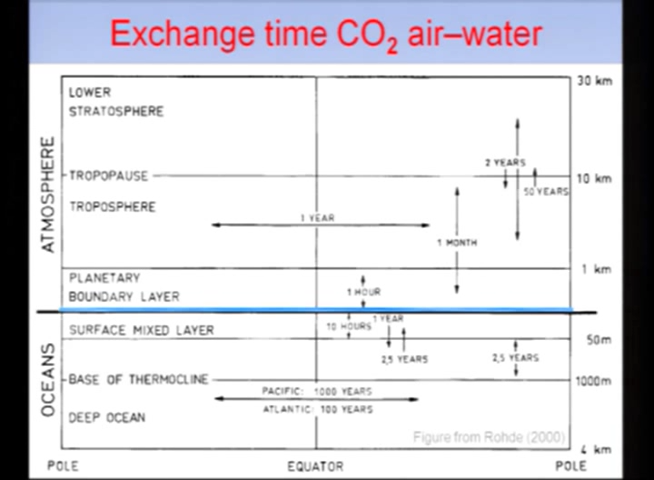 Exchange time CO₂ air–water
30 km
LOWER
STRATOSPHERE
2 YEARS
TROPOPAUSE
10 km
50 YEARS
TROPOSPHERE
1 YEAR
1 MONTH
1 km
PLANETARY
BOUNDARY LAYER
1 HOUR
ATMOSPHERE
1 YEAR
10 HOURS
SURFACE MIXED LAYER
50m
25 YEARS
2,5 YEARS
BASE OF THERMOCLINE
1000m
PACIFIC: 1000 YEARS
ATLANTIC: 100 YEARS
DEEP OCEAN
OCEANS
Figure from Rohde (2000)
4 km
POLE
EQUATOR
POLE